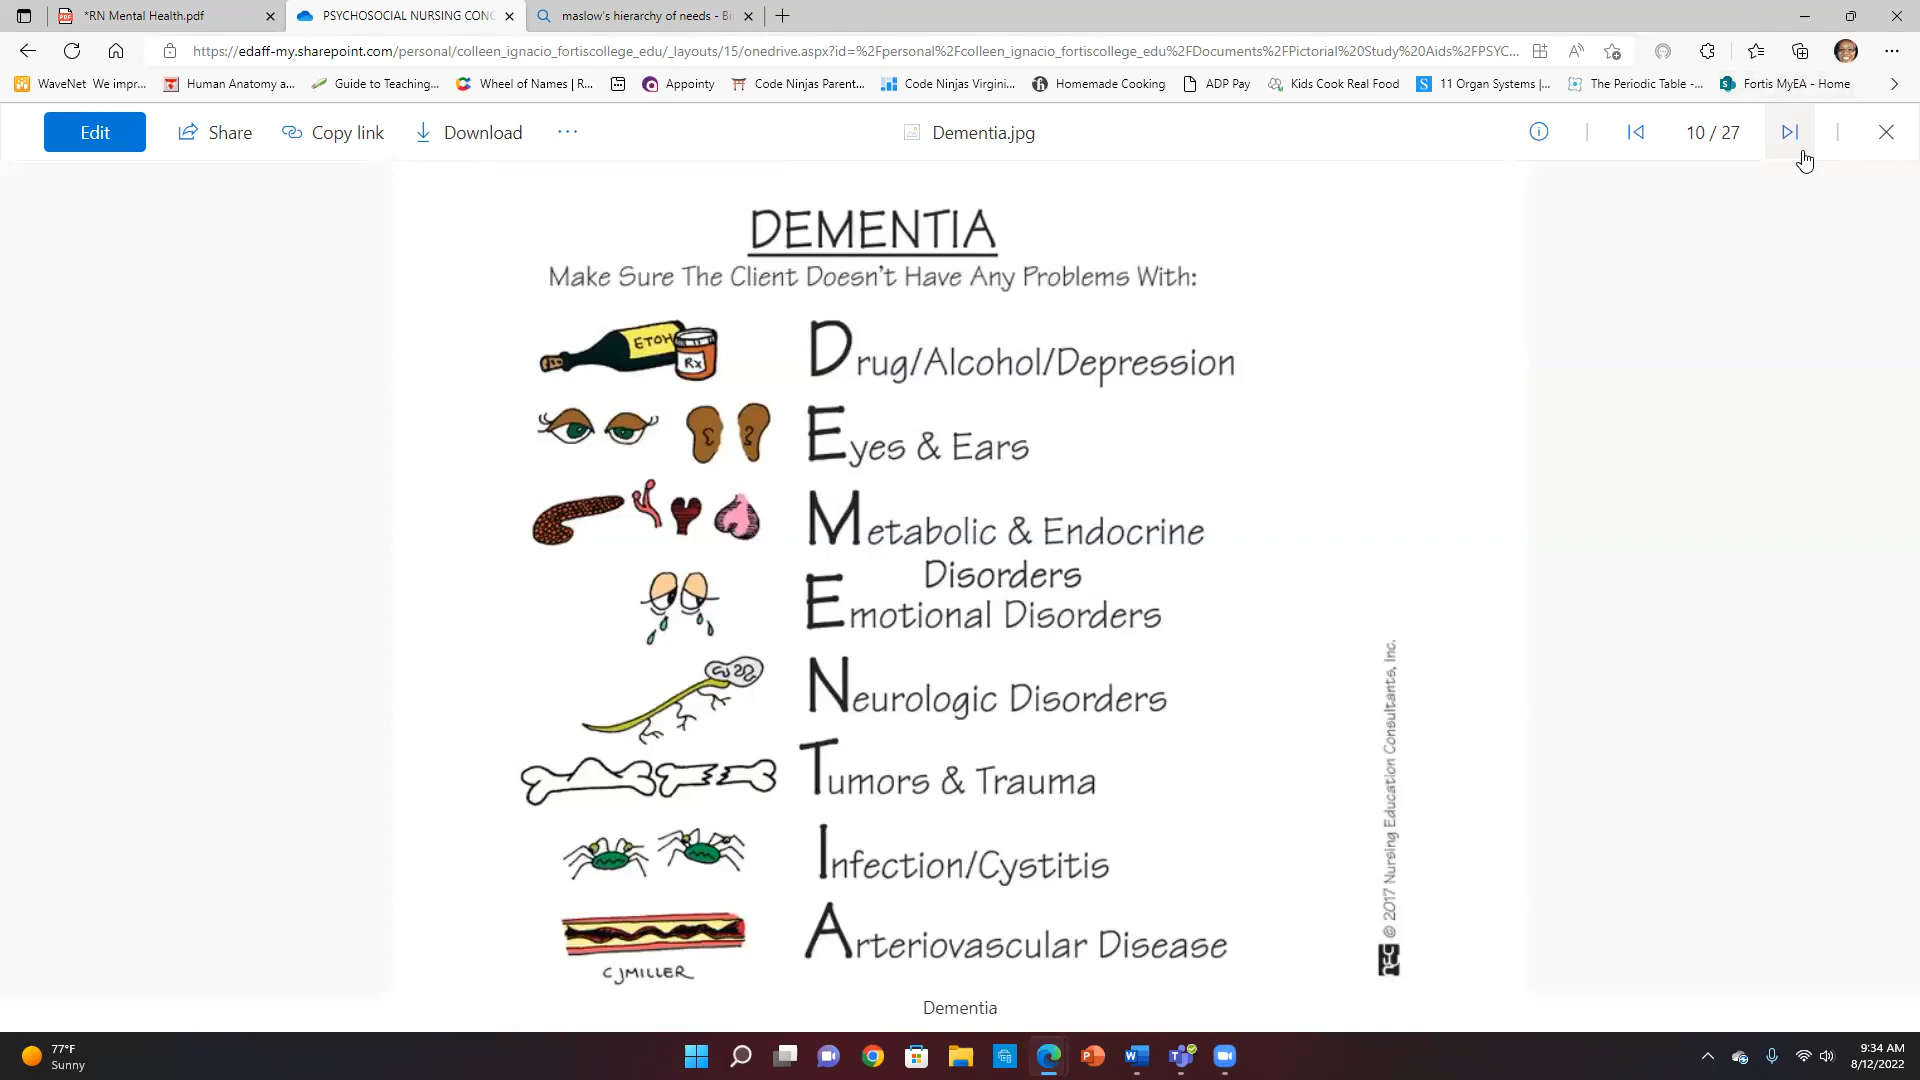 *RN Mental Health.pdf
PSYCHOSOCIAL NURSING CONC
maslow's hierarchy of needs - Bi
https://edaff-my.sharepoint.com/personal/colleen_ignacio_fortiscollege_edu/_layouts/15/onedrive.aspx?id=%2Fpersonal%2Fcolleen_ignacio_fortiscollege_edu%2FDocuments%2FPictorial%20Study%20Aids%2FPSYC...
WaveNet We impr...
Human Anatomy a...
Guide to Teaching...
Wheel of Names | R...
Appointy
Code Ninjas Parent...
Code Ninjas Virgini...
Homemade Cooking
ADP Pay
Kids Cook Real Food
11 Organ Systems |...
The Periodic Table -...
Fortis MyEA - Home
Edit
Share
Copy link
Download
Dementia.jpg
10 / 27
DEMENTIA
Make Sure The Client Doesn't Have Any Problems With:
ETOH
Rx
Drug/Alcohol/Depression
Eyes & Ears
Metabolic & Endocrine
Disorders
Emotional Disorders
Neurologic Disorders
Tumors & Trauma
Infection/Cystitis
Arteriovascular Disease
CJMILLER
© 2017 Nursing Education Consultants, Inc.
Dementia
77°F
Sunny
9:34 AM
8/12/2022